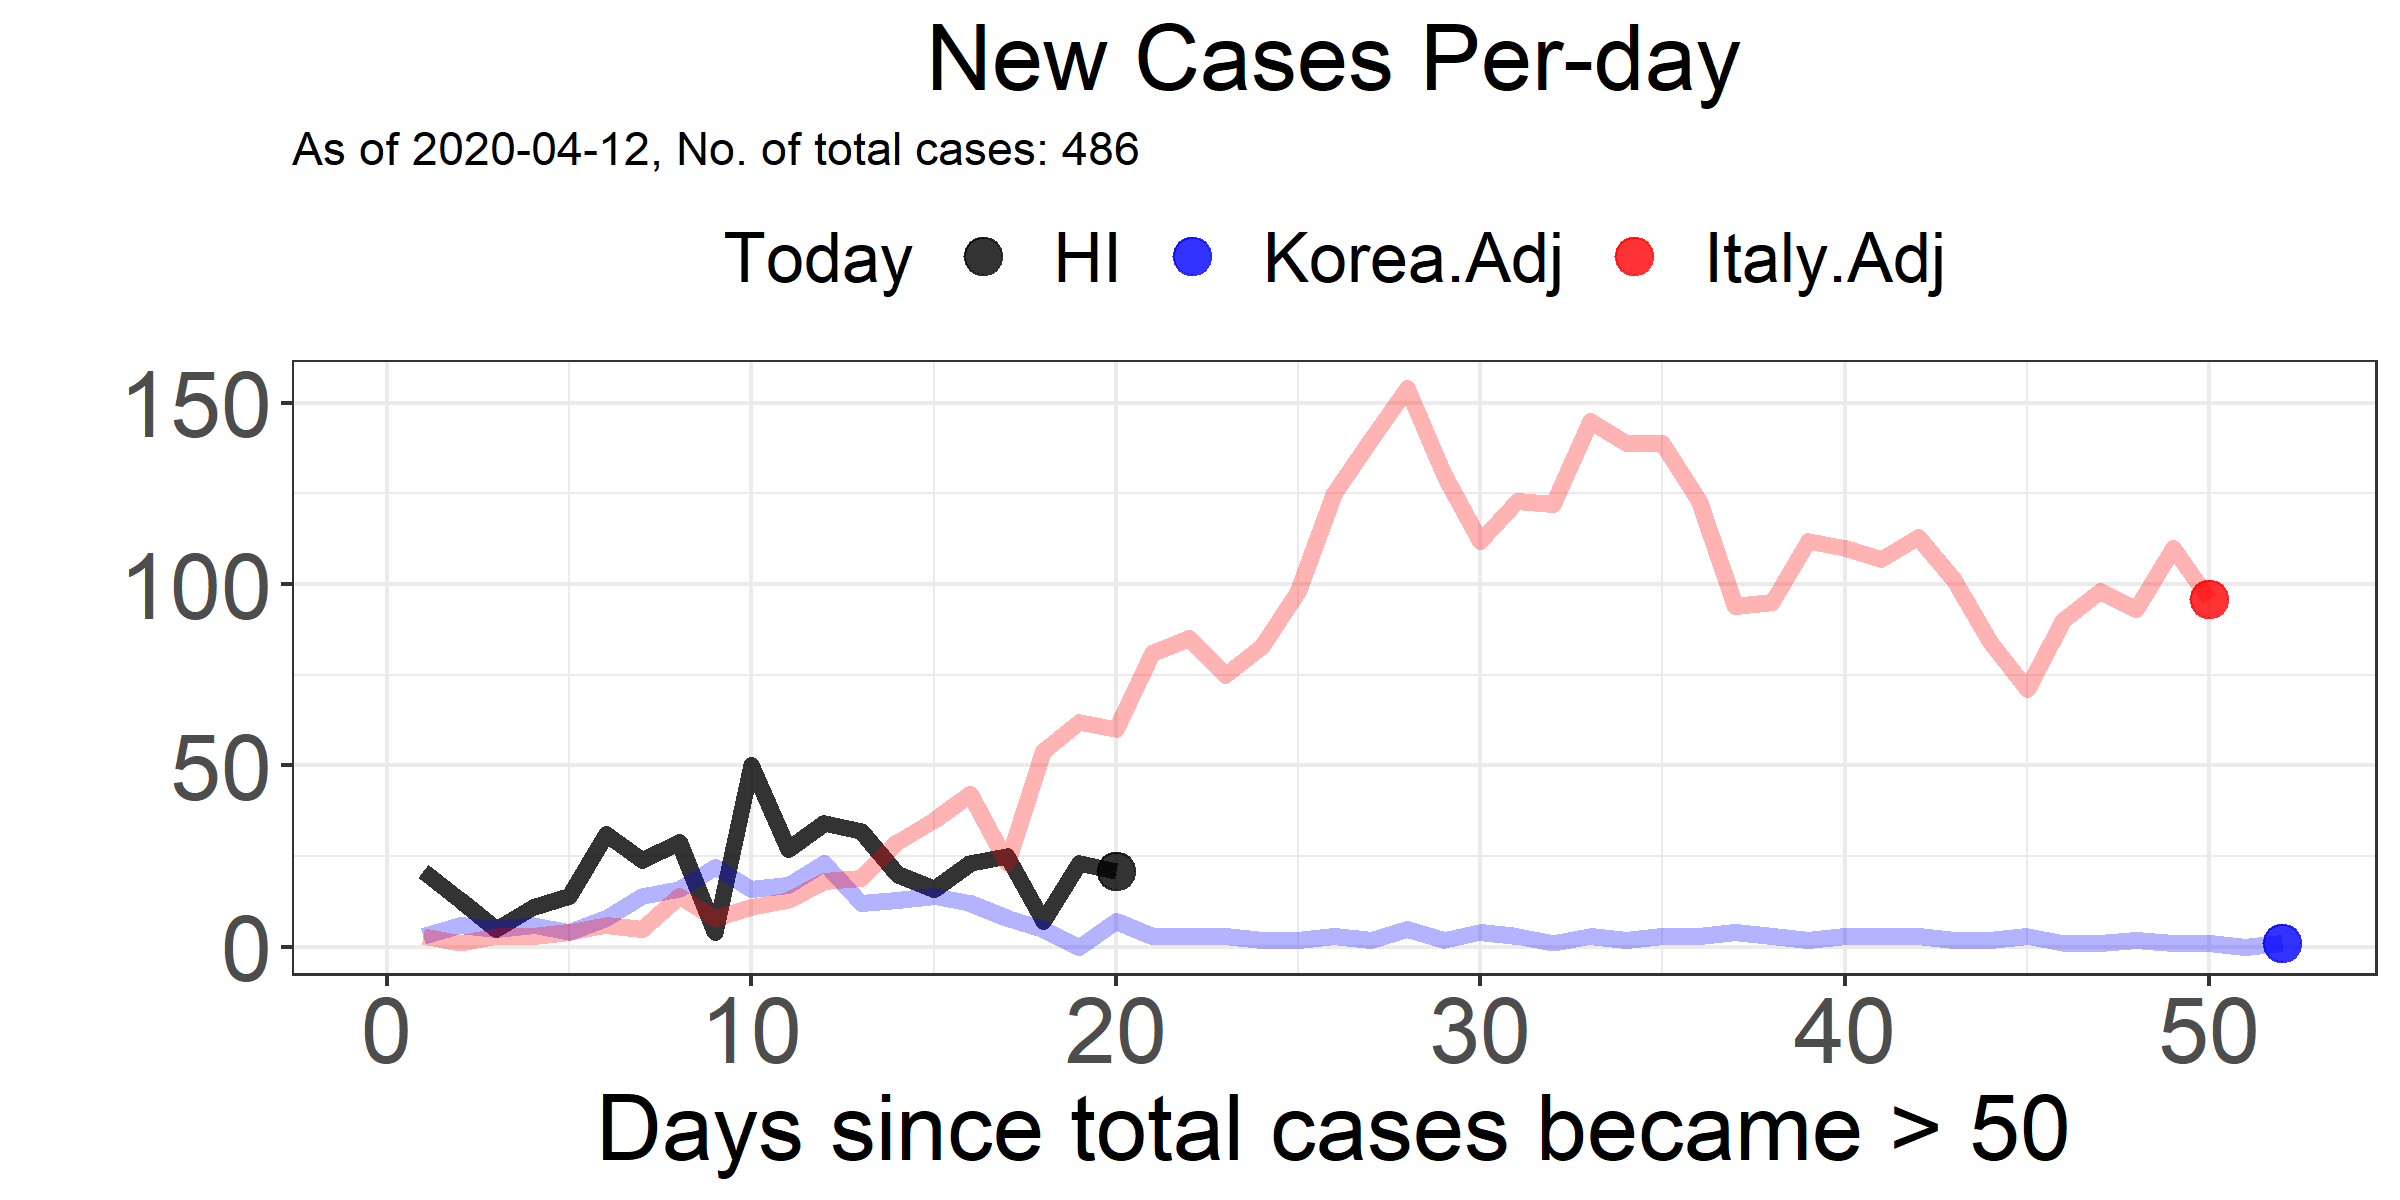 New Cases Per-day
As of 2020-04-12, No. of total cases: 486
Today HI Korea.Adj Italy.Adj
150
100
50
0
0 10 20 30 40 50
Days since total cases became > 50